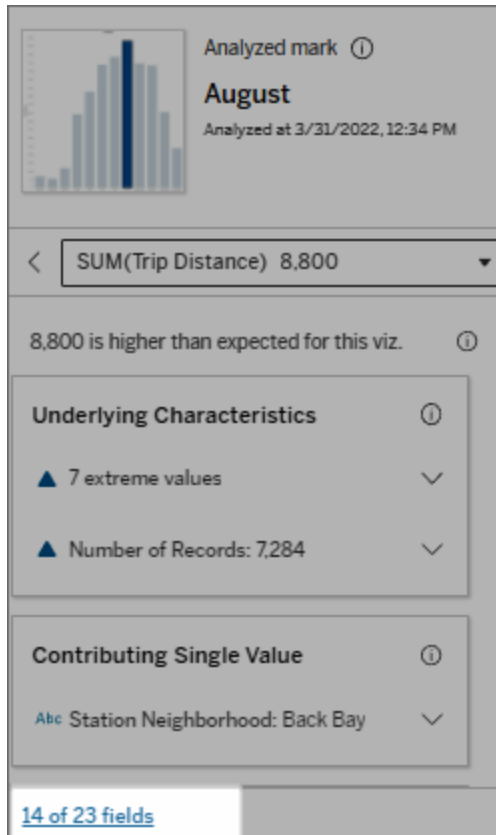 Analyzed mark
August
Analyzed at 3/31/2022, 12:34 PM
SUM(Trip Distance) 8,800
8,800 is higher than expected for this viz.
Underlying Characteristics
7 extreme values
Number of Records: 7,284
Contributing Single Value
Abc Station Neighborhood: Back Bay
14 of 23 fields